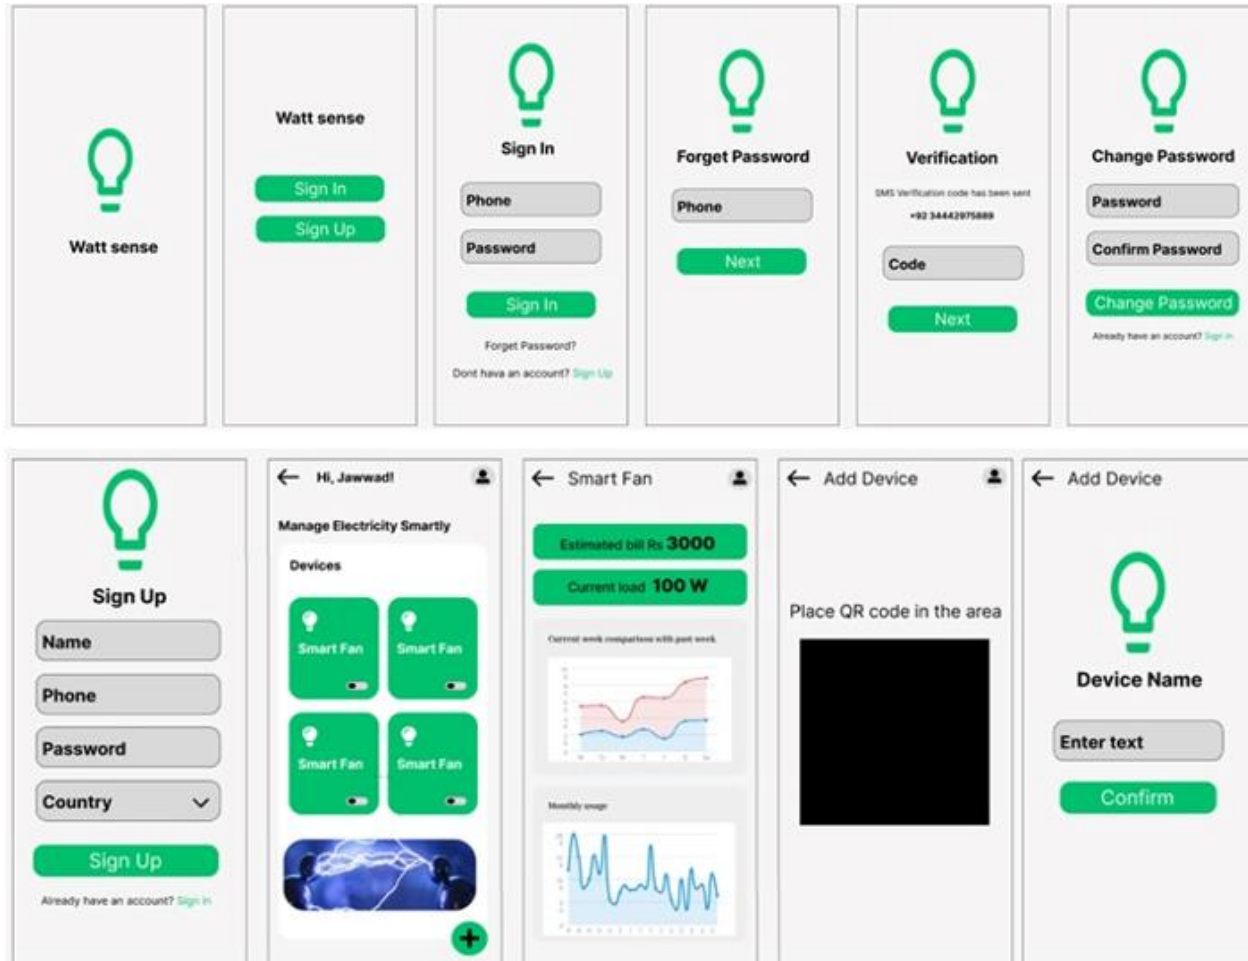 Watt sense
Watt sense
Sign In
Sign Up
Sign In
Phone
Password
Sign In
Forget Password?
Dont hava an account? Sign Up
Forget Password
Phone
Next
Verification
SMS Verification code has been sent
+92 34442975889
Code
Next
Change Password
Password
Confirm Password
Change Password
Already have an account? Sign in
Sign Up
Name
Phone
Password
Country
Sign Up
Already have an account? Sign in
Hi, Jawwad!
Manage Electricity Smartly
Devices
Smart Fan
Smart Fan
Smart Fan
Smart Fan
Smart Fan
Estimated bill Rs 3000
Current load 100 W
Current week comparison with past week
Monthly usage
Add Device
Place QR code in the area
Add Device
Device Name
Enter text
Confirm